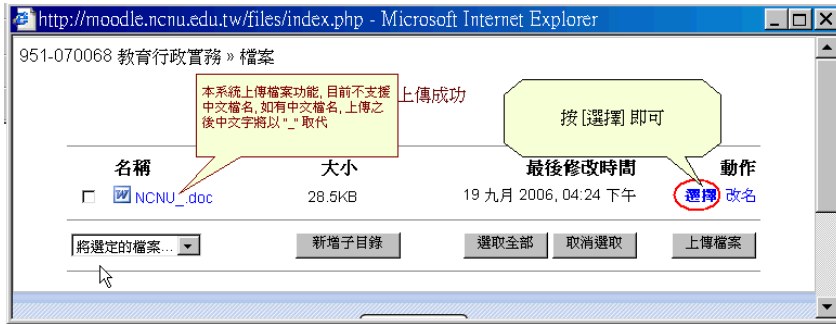 http://moodle.ncnu.edu.tw/files/index.php - Microsoft Internet Explorer
951-070068 教育行政實務 » 檔案
本系統上傳檔案功能, 目前不支援
中文檔名, 如有中文檔名, 上傳之
後中文字將以 "_" 取代
上傳成功
按 [選擇] 即可
名稱 大小 最後修改時間 動作
NCNU_.doc 28.5KB 19 九月 2006, 04:24 下午 選擇 改名
將選定的檔案... 新增子目錄 選取全部 取消選取 上傳檔案